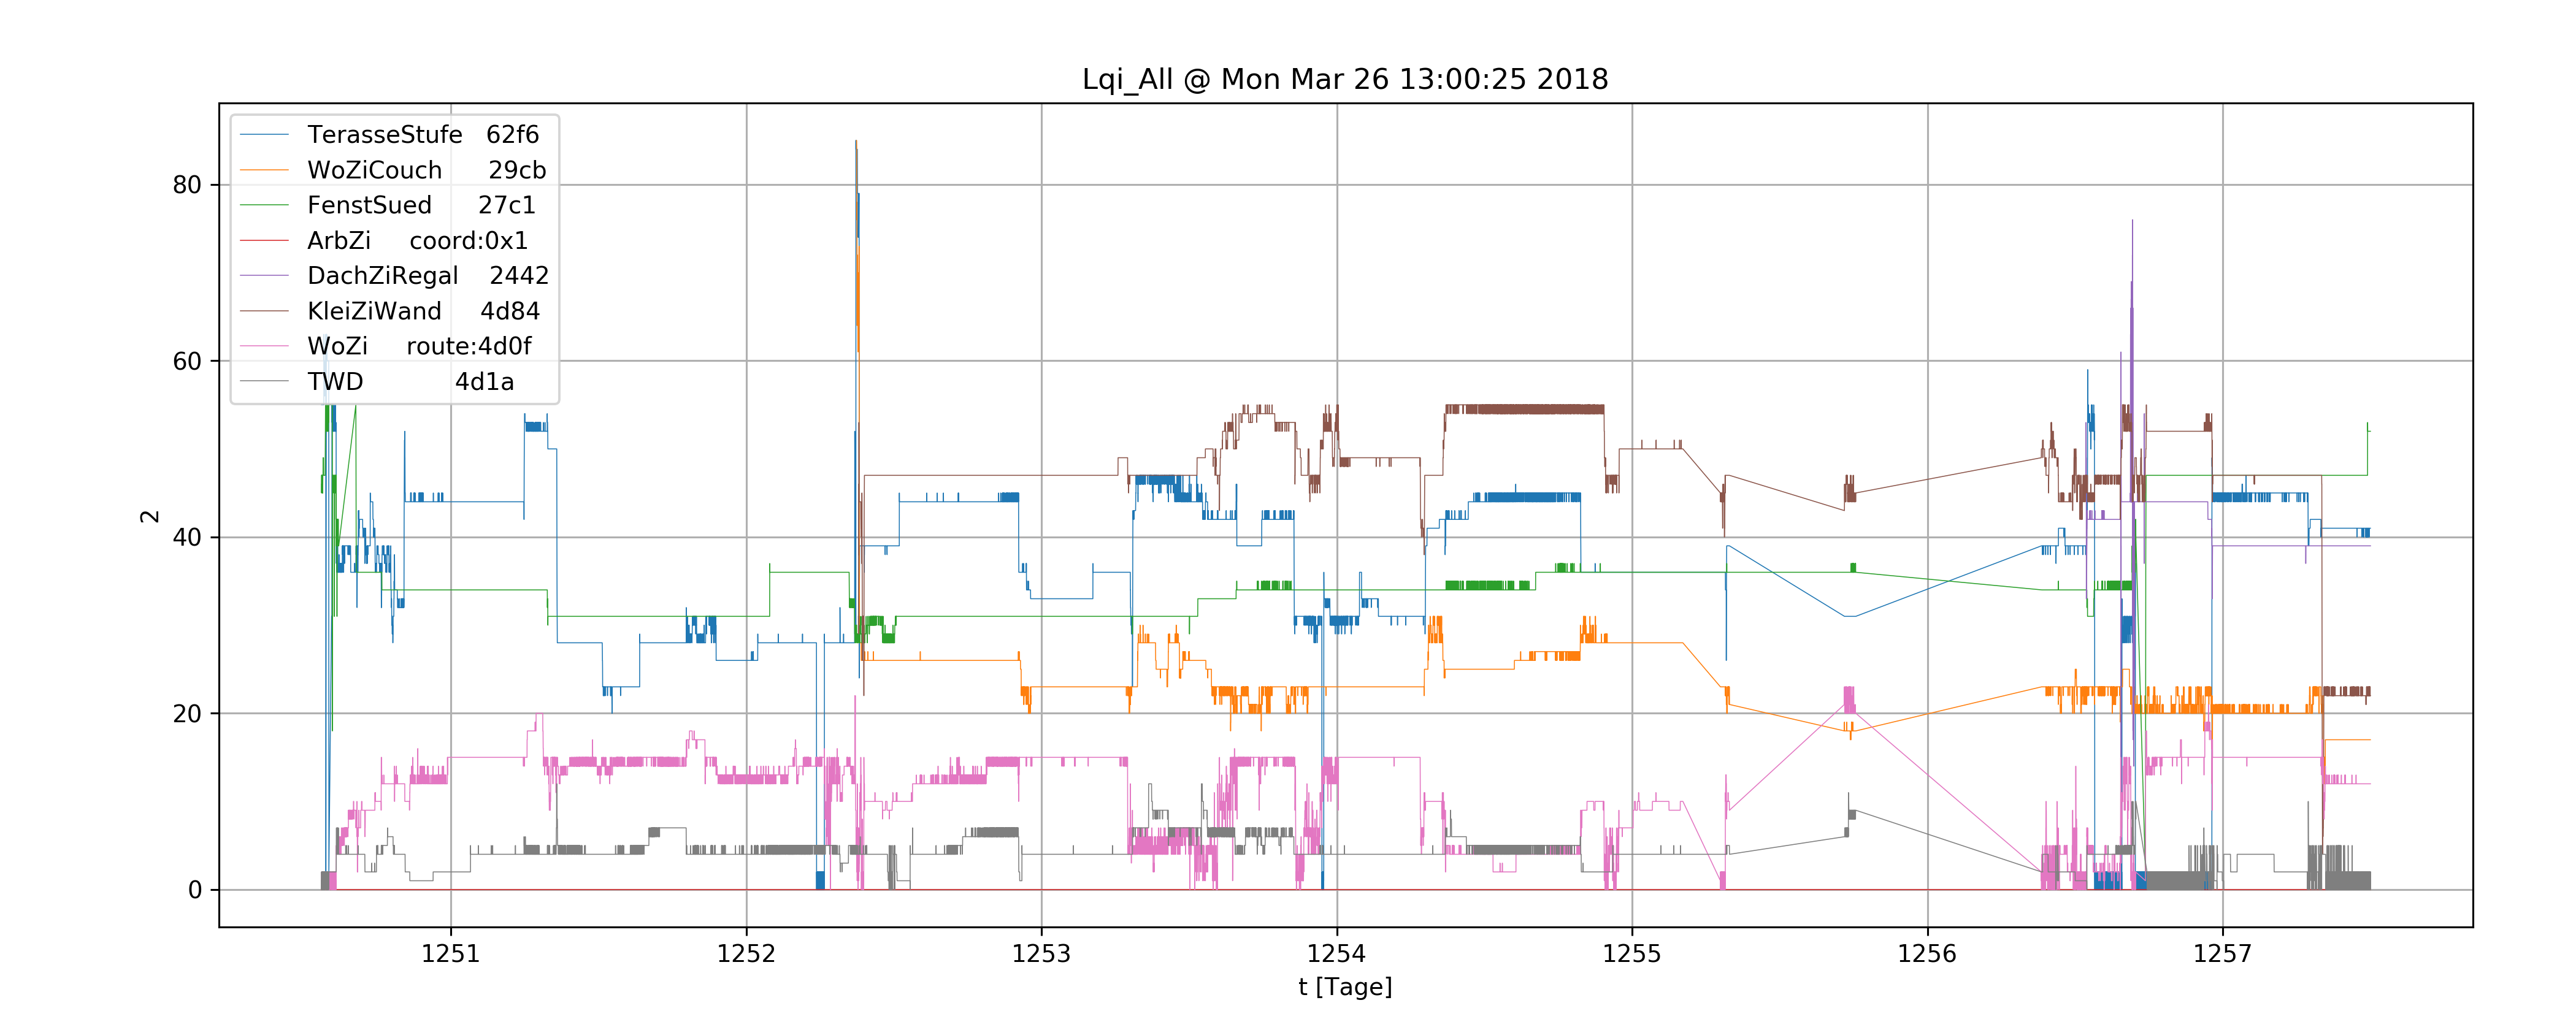 Lqi_All @ Mon Mar 26 13:00:25 2018
TerasseStufe 62f6
WoZiCouch 29cb
FenstSued 27c1
ArbZi coord:0x1
DachZiRegal 2442
KleiZiWand 4d84
WoZi route:4d0f
TWD 4d1a
80
60
40
20
0
2
1251 1252 1253 1254 1255 1256 1257
t [Tage]